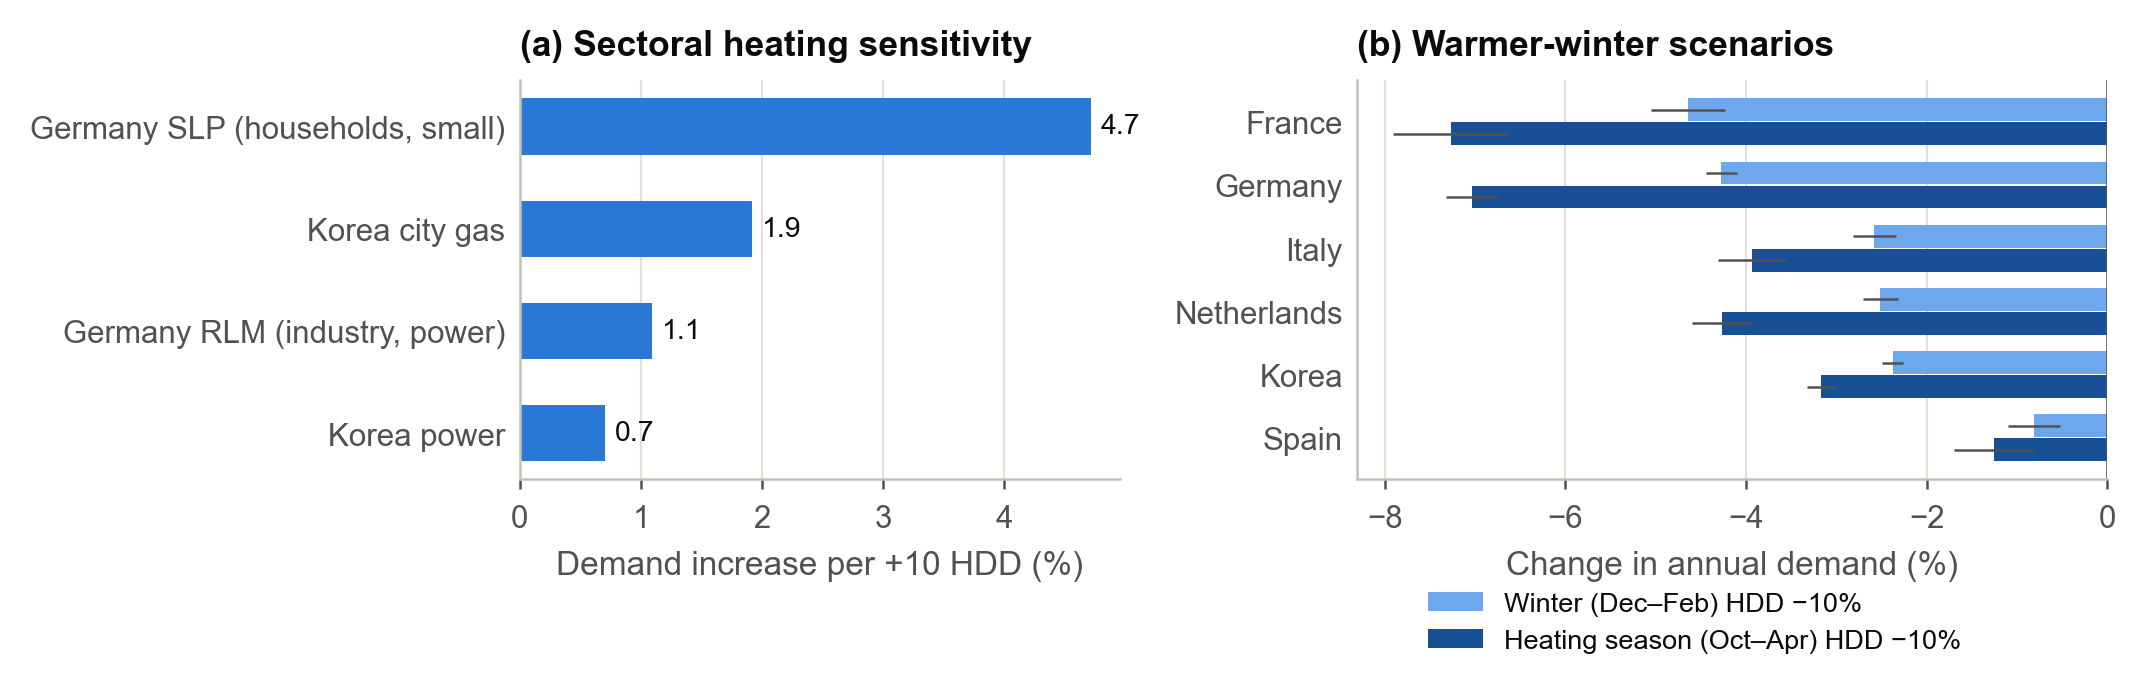 (a) Sectoral heating sensitivity
Germany SLP (households, small)
4.7
Korea city gas
1.9
Germany RLM (industry, power)
1.1
Korea power
0.7
0 1 2 3 4
Demand increase per +10 HDD (%)
(b) Warmer-winter scenarios
France
Germany
Italy
Netherlands
Korea
Spain
−8 −6 −4 −2 0
Change in annual demand (%)
Winter (Dec–Feb) HDD −10%
Heating season (Oct–Apr) HDD −10%